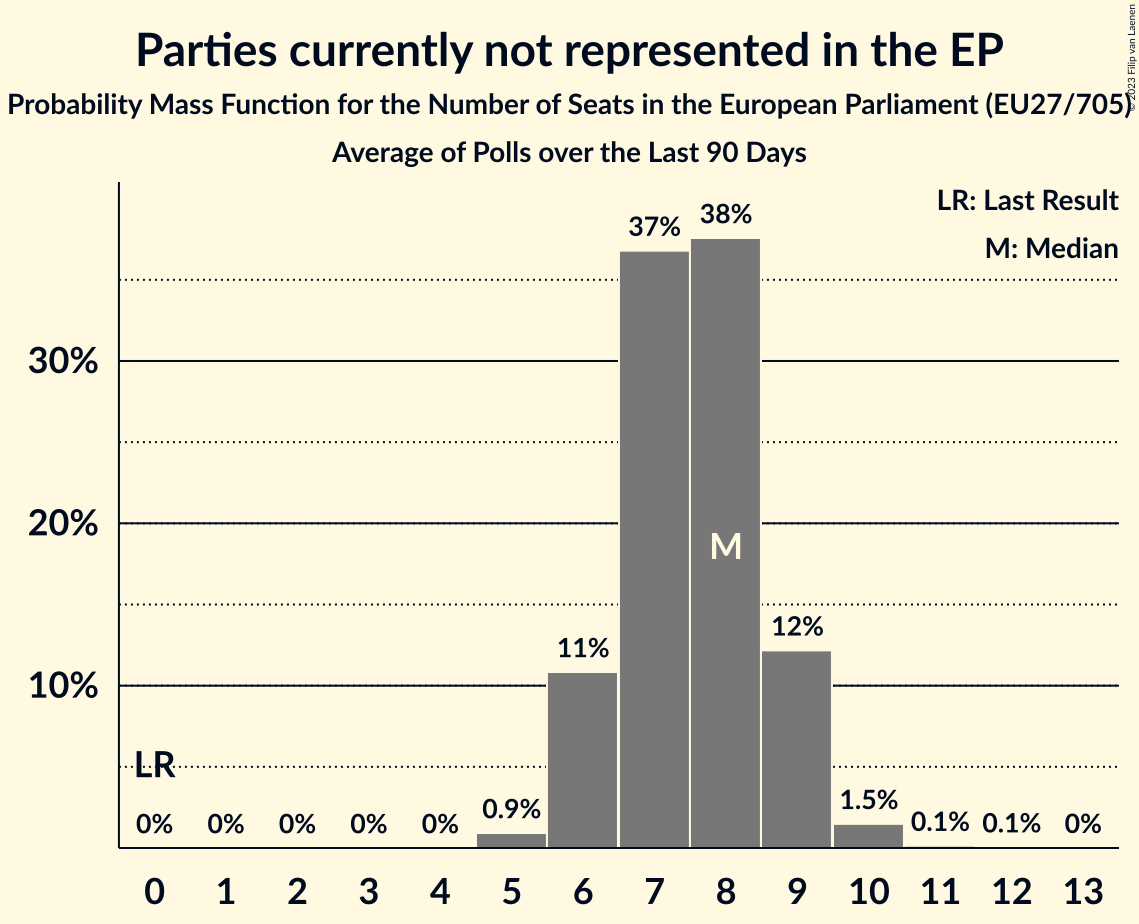 Parties currently not represented in the EP
Probability Mass Function for the Number of Seats in the European Parliament (EU27/705)
Average of Polls over the Last 90 Days
© 2023 Filip van Laenen
LR: Last Result
M: Median
38%
37%
30%
20%
M
12%
11%
10%
LR
0% 0% 0% 0% 0% 0.9% 1.5% 0.1% 0.1% 0%
0 1 2 3 4 5 6 7 8 9 10 11 12 13